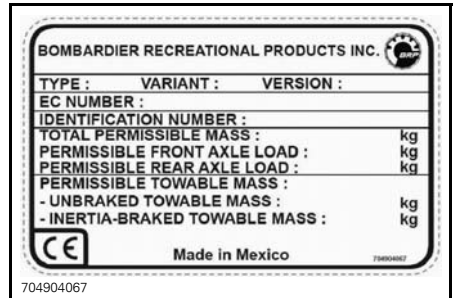 BOMBARDIER RECREATIONAL PRODUCTS INC. BRP
TYPE : VARIANT : VERSION :
EC NUMBER :
IDENTIFICATION NUMBER :
TOTAL PERMISSIBLE MASS : kg
PERMISSIBLE FRONT AXLE LOAD : kg
PERMISSIBLE REAR AXLE LOAD : kg
PERMISSIBLE TOWABLE MASS :
- UNBRAKED TOWABLE MASS : kg
- INERTIA-BRAKED TOWABLE MASS : kg
CE Made in Mexico 704904067
704904067